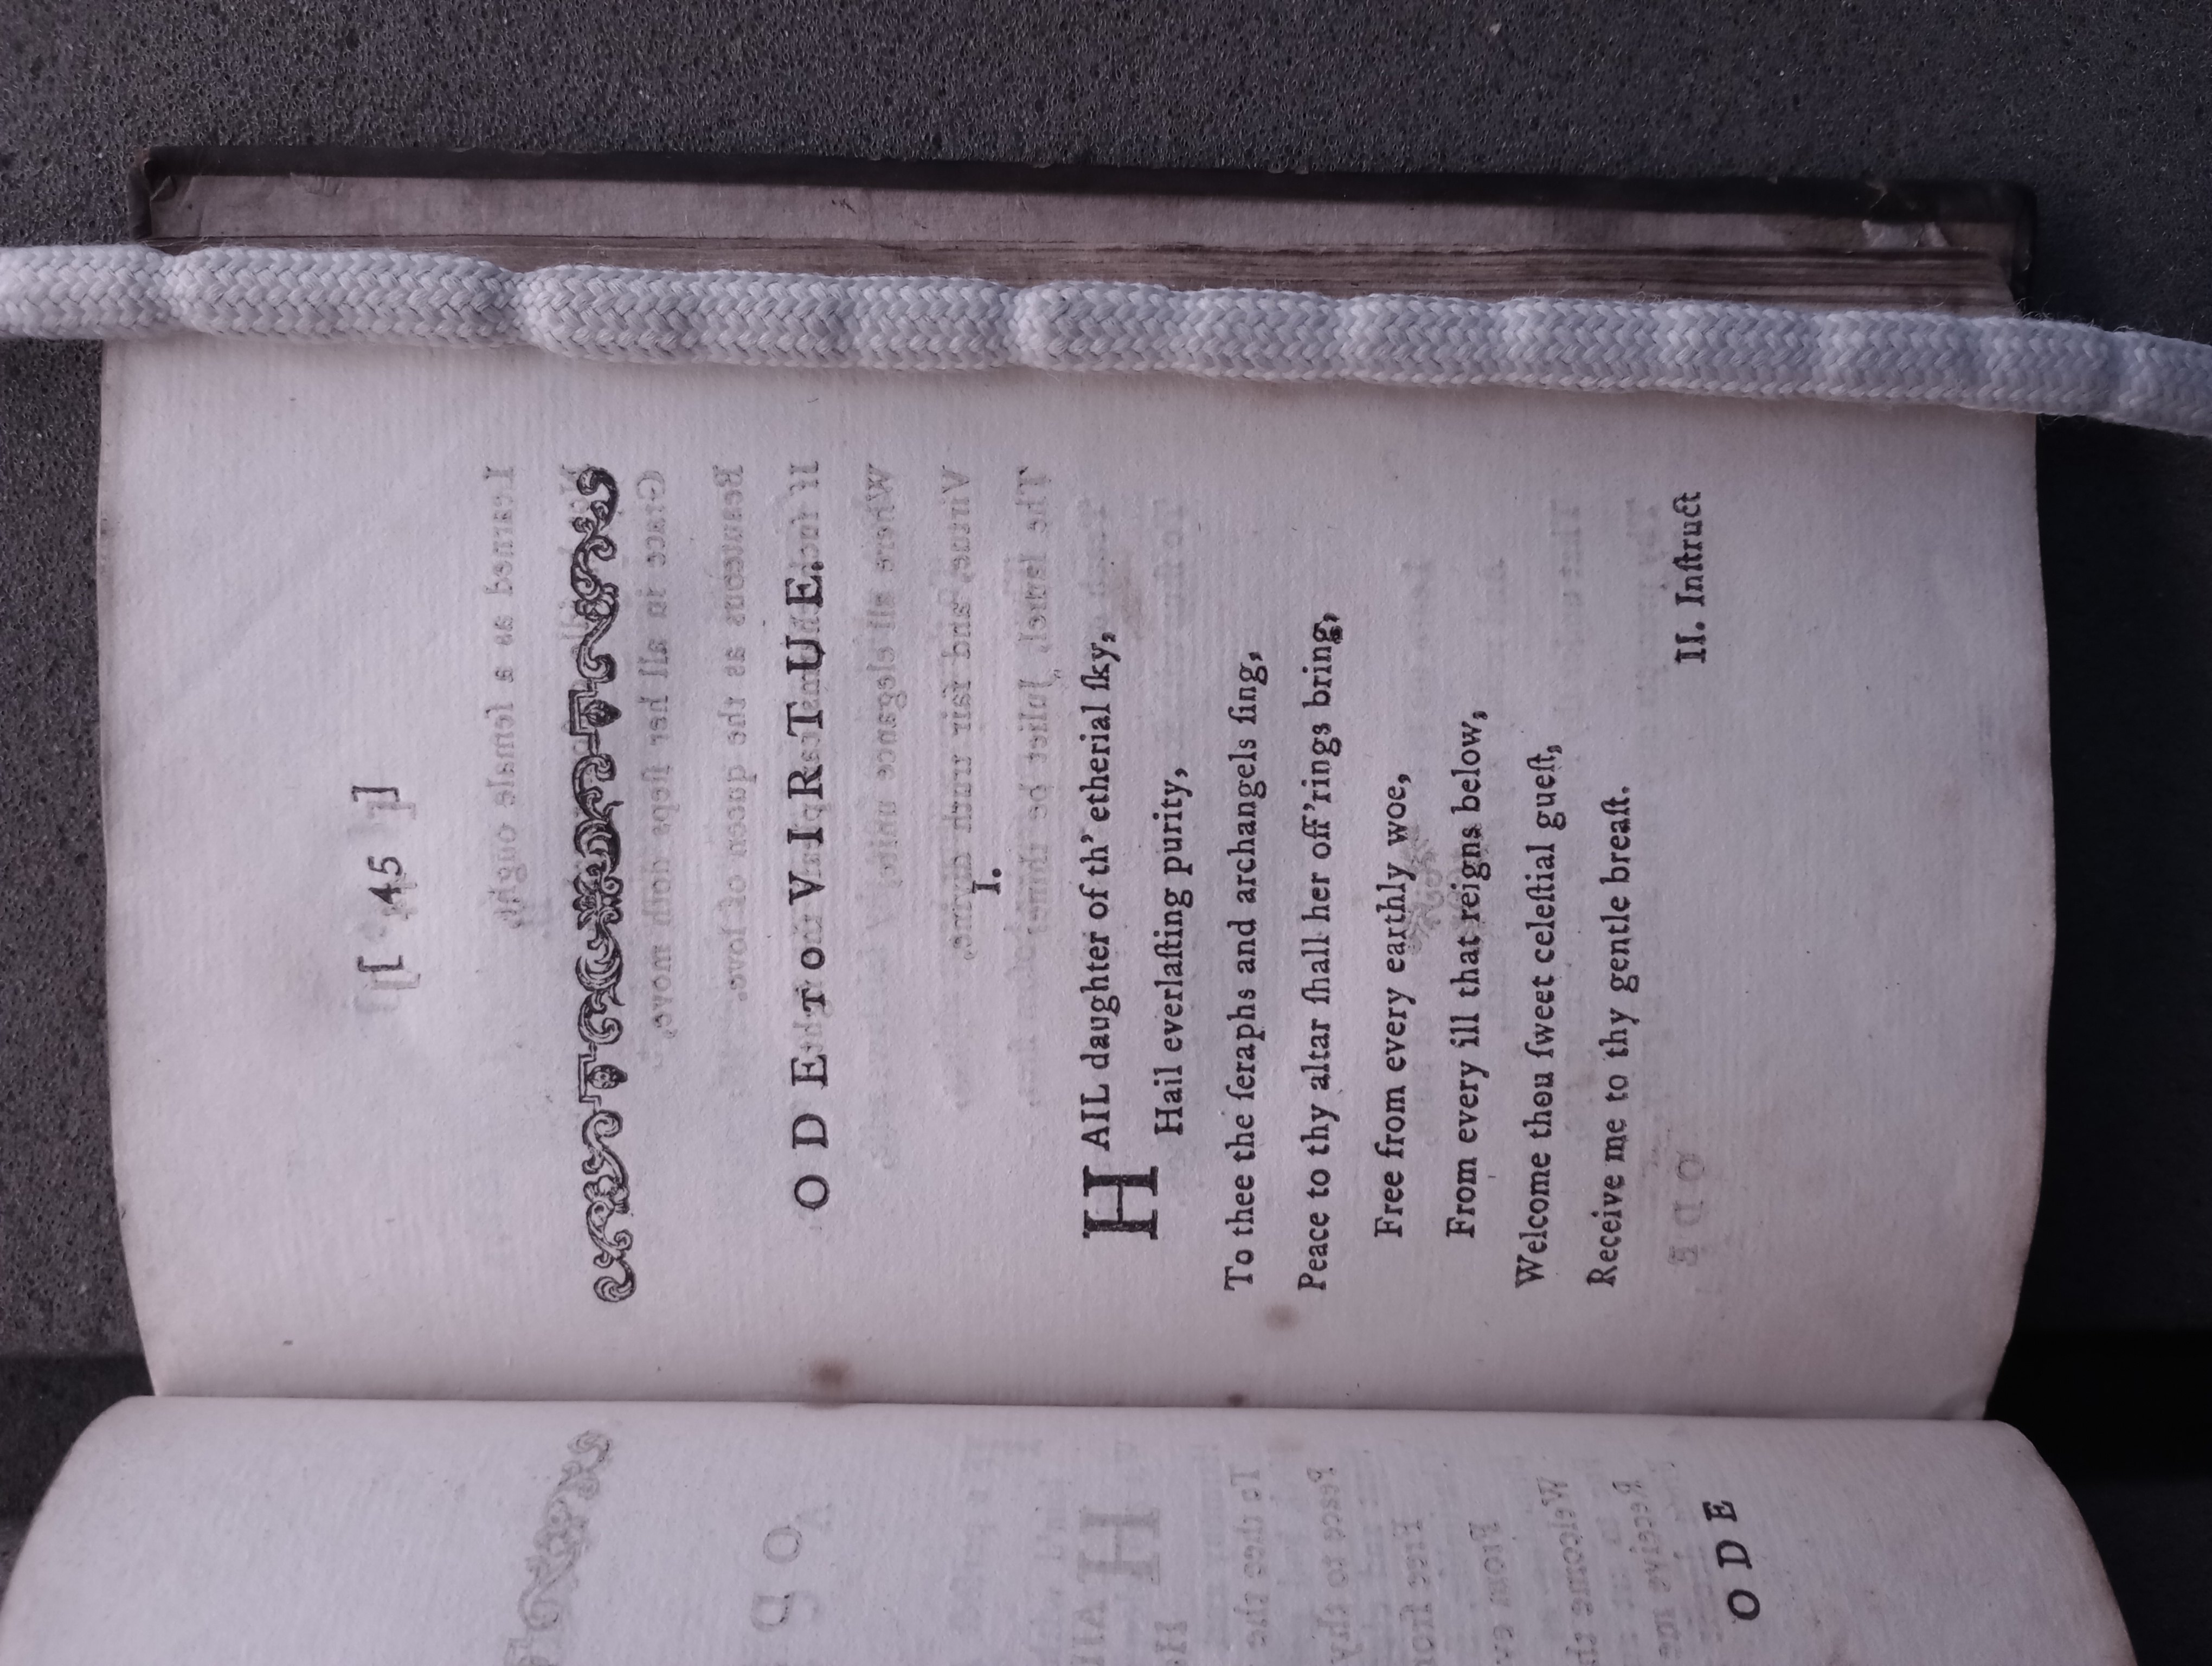 [ 45 ]
ODE TO VIRTUE.
I.
HAIL daughter of th' etherial ſky,
Hail everlaſting purity,
To thee the ſeraphs and archangels ſing,
Peace to thy altar ſhall her off'rings bring,
Free from every earthly woe,
From every ill that reigns below,
Welcome thou ſweet celeſtial gueſt,
Receive me to thy gentle breaſt.
II. Inſtruct
ODE